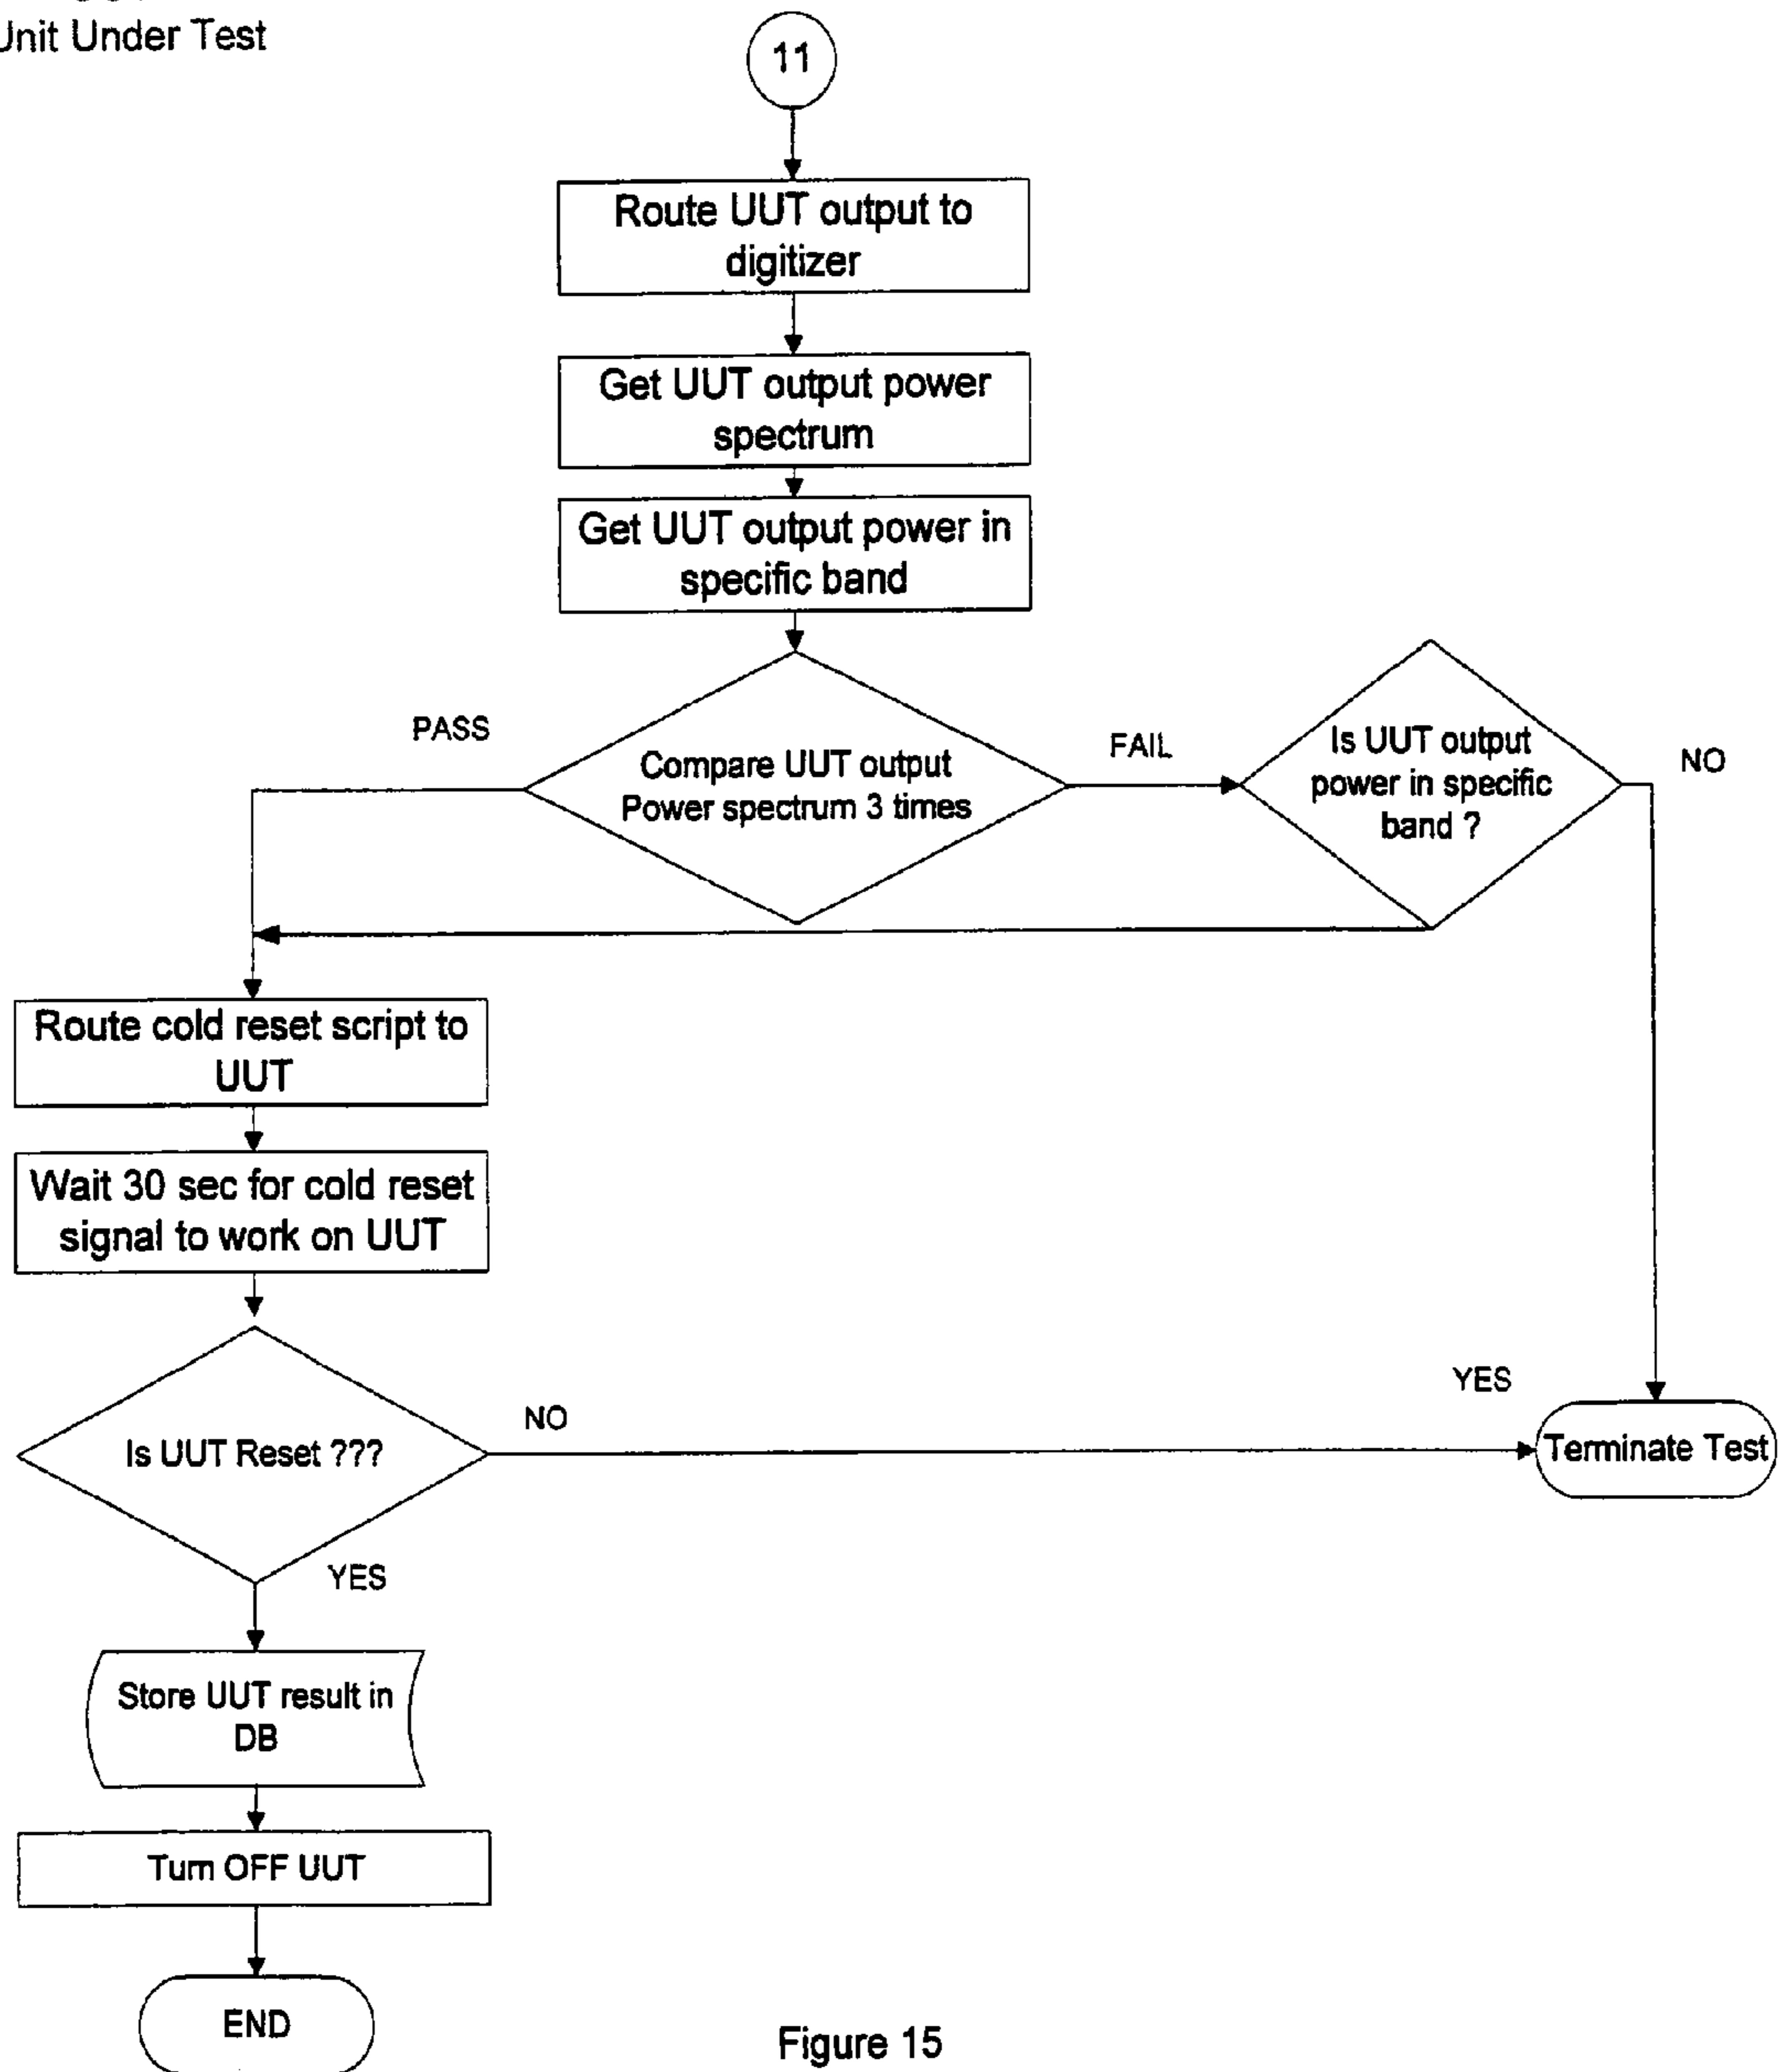 Unit Under Test
11
Route UUT output to
digitizer
Get UUT output power
spectrum
Get UUT output power in
specific band
PASS
Compare UUT output
Power spectrum 3 times
FAIL
Is UUT output
power in specific
band ?
NO
Route cold reset script to
UUT
Wait 30 sec for cold reset
signal to work on UUT
Is UUT Reset ???
NO
YES
Terminate Test
YES
Store UUT result in
DB
Turn OFF UUT
END
Figure 15